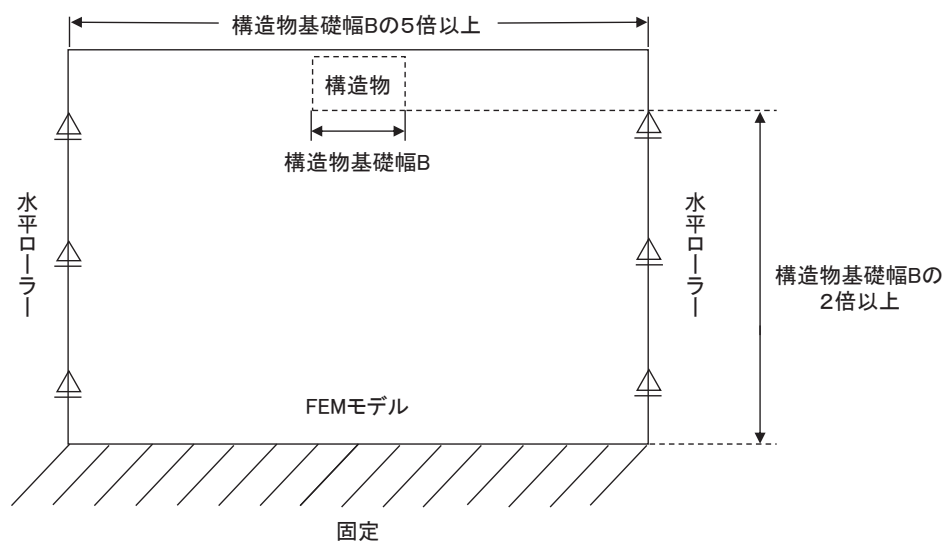 構造物基礎幅Bの5倍以上
構造物
構造物基礎幅B
水平ローラー
水平ローラー
構造物基礎幅Bの
2倍以上
FEMモデル
固定